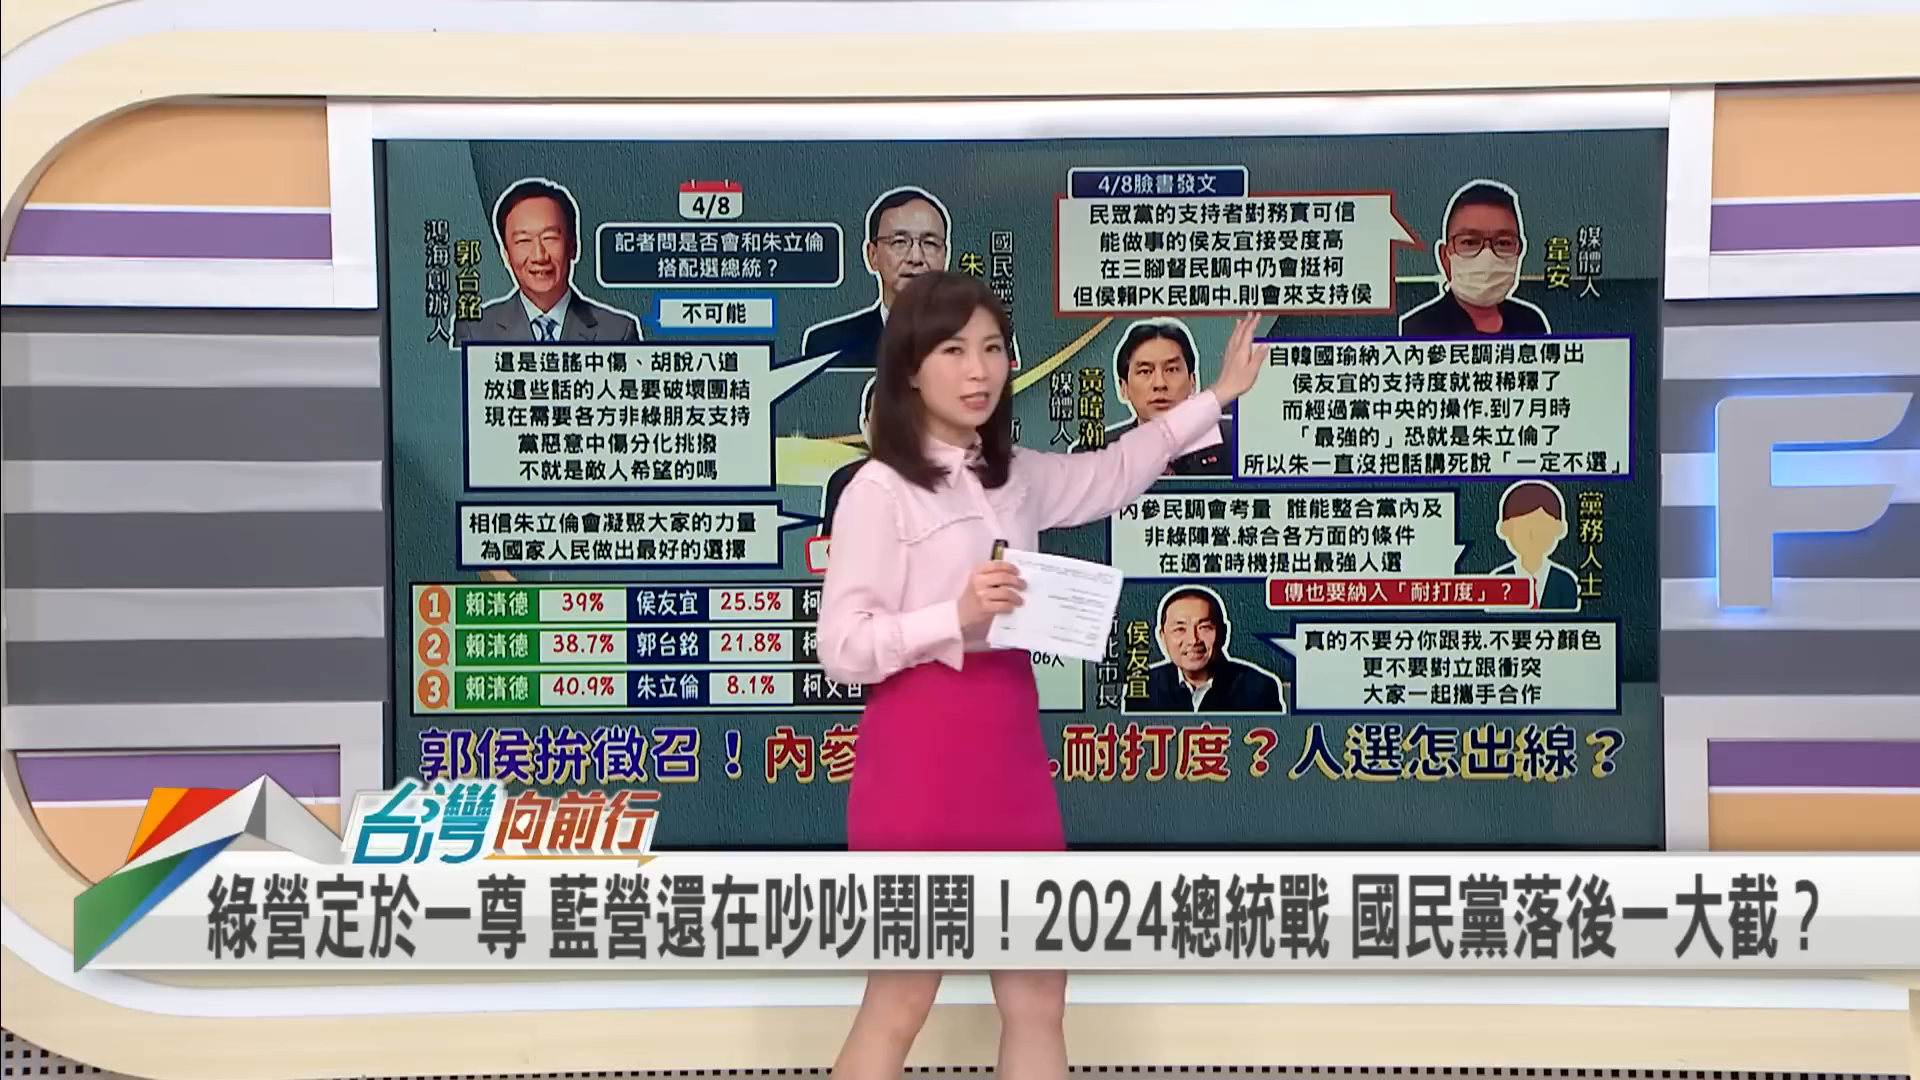 4/8
記者問是否會和朱立倫
搭配選總統？
不可能
鴻海創辦人
郭台銘
國民黨
朱
這是造謠中傷、胡說八道
放這些話的人是要破壞團結
現在需要各方非綠朋友支持
黨惡意中傷分化挑撥
不就是敵人希望的嗎
相信朱立倫會凝聚大家的力量
為國家人民做出最好的選擇
1 賴清德 39% 侯友宜 25.5% 柯
2 賴清德 38.7% 郭台銘 21.8% 柯
3 賴清德 40.9% 朱立倫 8.1% 柯文哲
06人
4/8臉書發文
民眾黨的支持者對務實可信
能做事的侯友宜接受度高
在三腳督民調中仍會挺柯
但侯賴PK民調中.則會來支持侯
媒體人
韋安
媒體人
黃暐瀚
自韓國瑜納入內參民調消息傳出
侯友宜的支持度就被稀釋了
而經過黨中央的操作.到7月時
「最強的」恐就是朱立倫了
所以朱一直沒把話講死說「一定不選」
內參民調會考量 誰能整合黨內及
非綠陣營.綜合各方面的條件
在適當時機提出最強人選
黨務人士
傳也要納入「耐打度」？
新北市長
侯友宜
真的不要分你跟我.不要分顏色
更不要對立跟衝突
大家一起攜手合作
郭侯拚徵召！內參 .耐打度？人選怎出線？
F
台灣向前行
綠營定於一尊 藍營還在吵吵鬧鬧！2024總統戰 國民黨落後一大截？